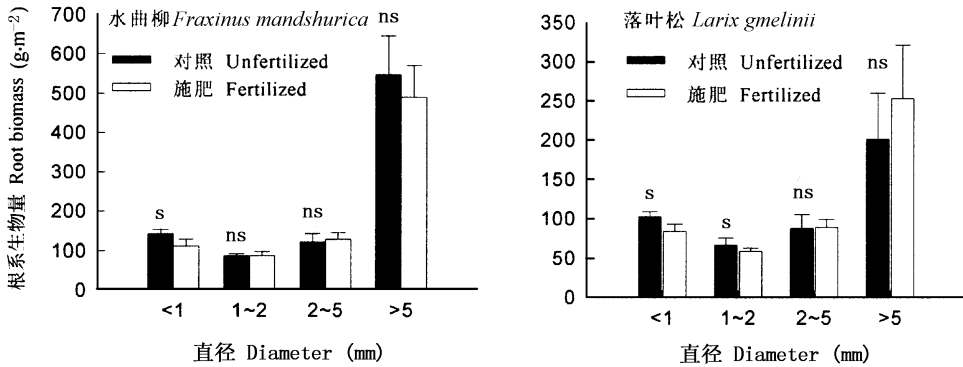 根系生物量 Root biomass (g·m⁻²)
水曲柳 Fraxinus mandshurica
对照 Unfertilized
施肥 Fertilized
700
600
500
400
300
200
100
0
s
ns
ns
ns
<1
1~2
2~5
>5
直径 Diameter (mm)
落叶松 Larix gmelinii
对照 Unfertilized
施肥 Fertilized
350
300
250
200
150
100
50
0
s
s
ns
ns
<1
1~2
2~5
>5
直径 Diameter (mm)